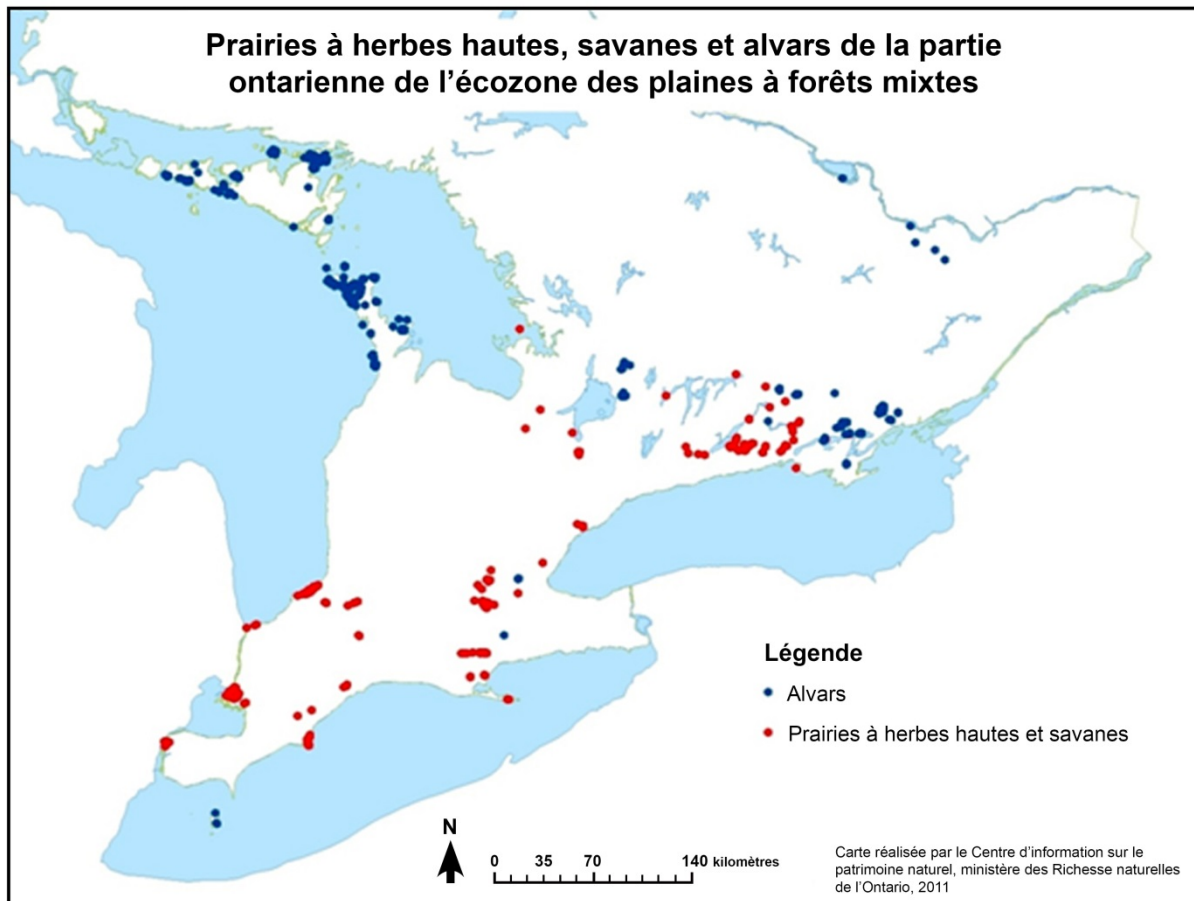 Prairies à herbes hautes, savanes et alvars de la partie
ontarienne de l'écozone des plaines à forêts mixtes
Légende
Alvars
Prairies à herbes hautes et savanes
N
0 35 70 140 kilomètres
Carte réalisée par le Centre d'information sur le
patrimoine naturel, ministère des Richesse naturelles
de l'Ontario, 2011